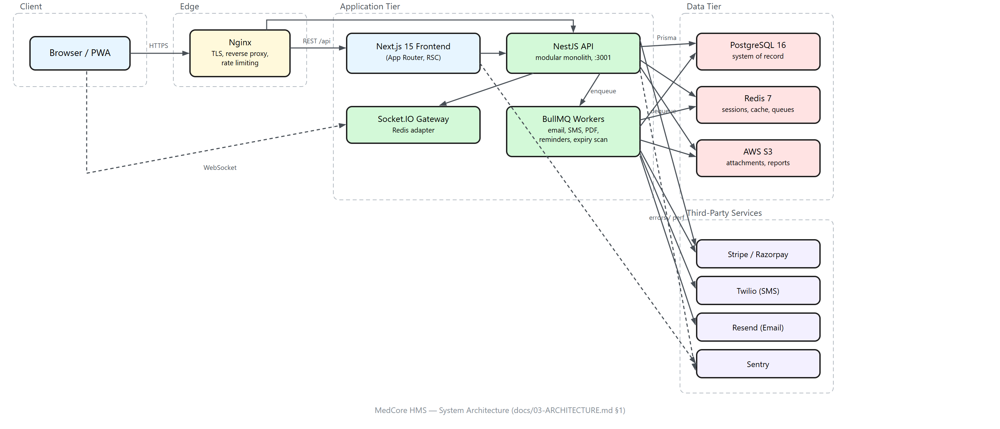 Client
Edge
Application Tier
Data Tier
Browser / PWA
HTTPS
Nginx
TLS, reverse proxy,
rate limiting
REST /api
Next.js 15 Frontend
(App Router, RSC)
NestJS API
modular monolith, :3001
Prisma
PostgreSQL 16
system of record
enqueue
Redis 7
sessions, cache, queues
dequeue
Socket.IO Gateway
Redis adapter
BullMQ Workers
email, SMS, PDF,
reminders, expiry scan
AWS S3
attachments, reports
WebSocket
errors / perf
Third-Party Services
Stripe / Razorpay
Twilio (SMS)
Resend (Email)
Sentry
MedCore HMS — System Architecture (docs/03-ARCHITECTURE.md §1)